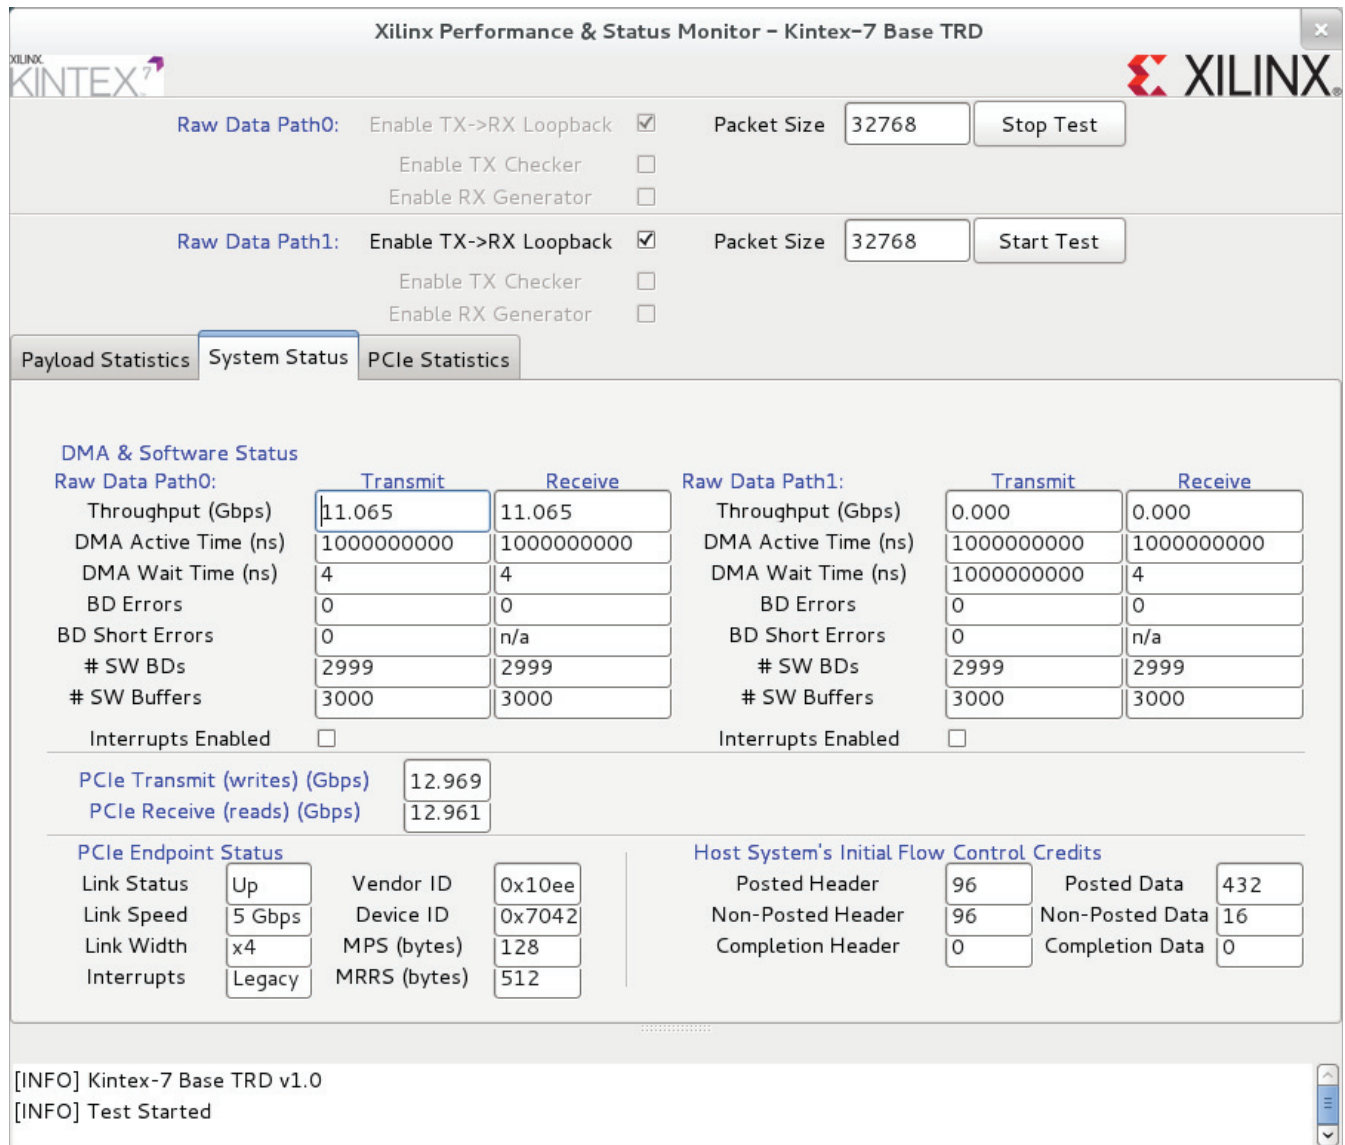 Xilinx Performance & Status Monitor - Kintex-7 Base TRD
XILINX
KINTEX 7
XILINX
Raw Data Path0: Enable TX->RX Loopback Packet Size 32768 Stop Test
Enable TX Checker
Enable RX Generator
Raw Data Path1: Enable TX->RX Loopback Packet Size 32768 Start Test
Enable TX Checker
Enable RX Generator
Payload Statistics System Status PCIe Statistics
DMA & Software Status
Raw Data Path0: Transmit Receive Raw Data Path1: Transmit Receive
Throughput (Gbps) 11.065 11.065 Throughput (Gbps) 0.000 0.000
DMA Active Time (ns) 1000000000 1000000000 DMA Active Time (ns) 1000000000 1000000000
DMA Wait Time (ns) 4 4 DMA Wait Time (ns) 1000000000 4
BD Errors 0 0 BD Errors 0 0
BD Short Errors 0 n/a BD Short Errors 0 n/a
# SW BDs 2999 2999 # SW BDs 2999 2999
# SW Buffers 3000 3000 # SW Buffers 3000 3000
Interrupts Enabled Interrupts Enabled
PCIe Transmit (writes) (Gbps) 12.969
PCIe Receive (reads) (Gbps) 12.961
PCIe Endpoint Status Host System's Initial Flow Control Credits
Link Status Up Vendor ID 0x10ee Posted Header 96 Posted Data 432
Link Speed 5 Gbps Device ID 0x7042 Non-Posted Header 96 Non-Posted Data 16
Link Width x4 MPS (bytes) 128 Completion Header 0 Completion Data 0
Interrupts Legacy MRRS (bytes) 512
[INFO] Kintex-7 Base TRD v1.0
[INFO] Test Started